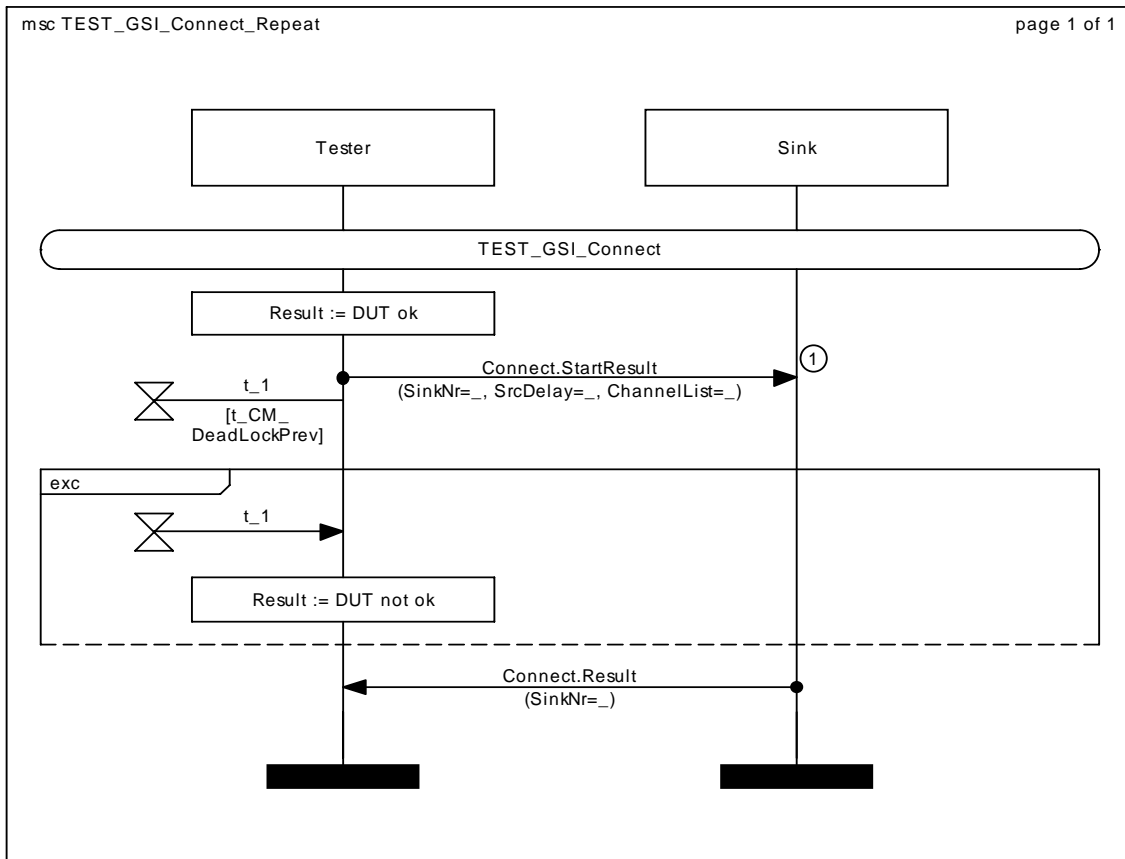 msc TEST_GSI_Connect_Repeat
page 1 of 1
Tester
Sink
TEST_GSI_Connect
Result := DUT ok
1
Connect.StartResult
(SinkNr=_, SrcDelay=_, ChannelList=_)
t_1
[t_CM_
DeadLockPrev]
exc
t_1
Result := DUT not ok
Connect.Result
(SinkNr=_)